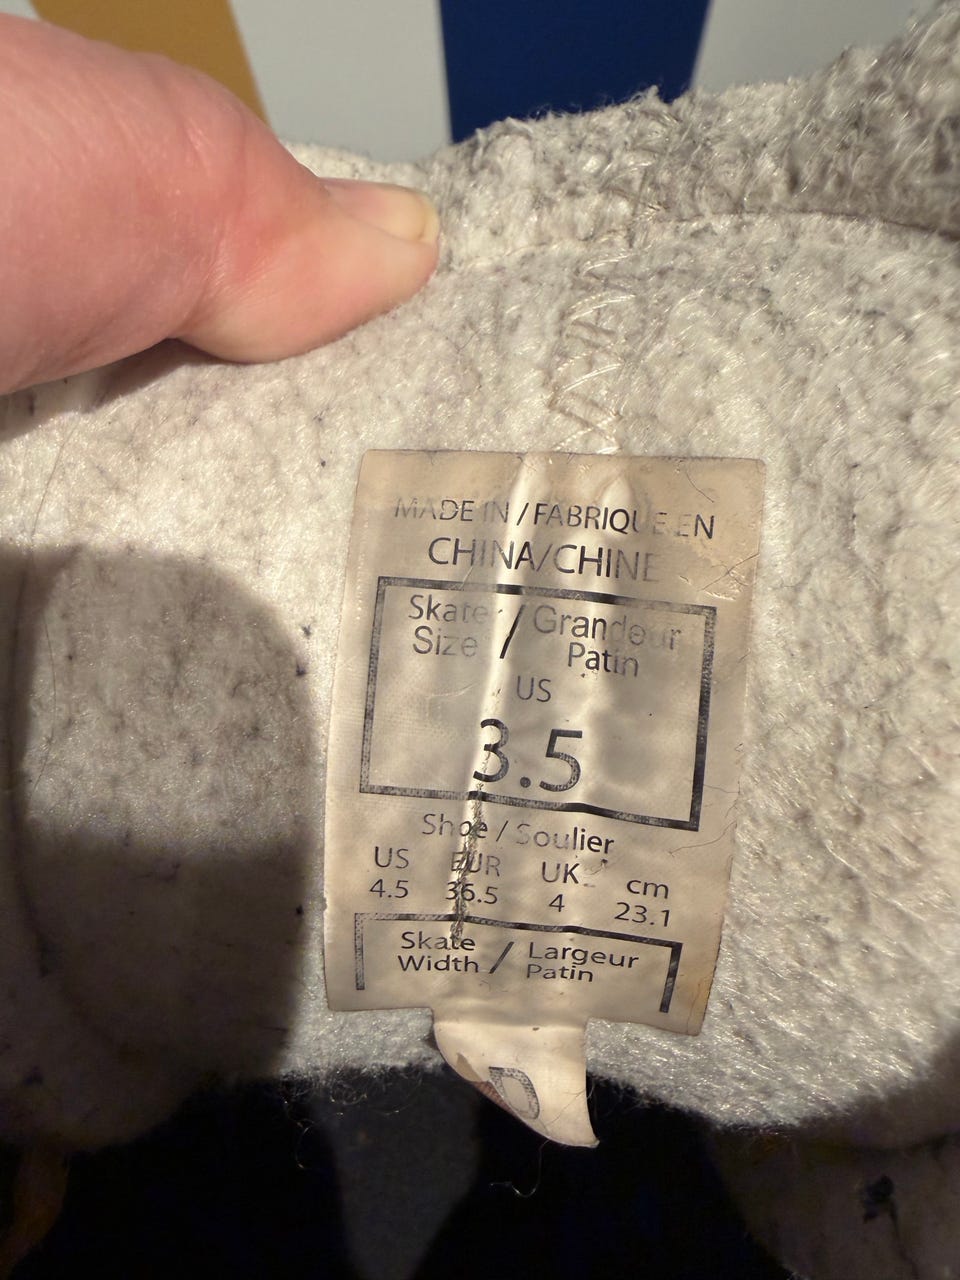 MADE IN / FABRIQUE EN
CHINA/CHINE
Skate / Grandeur
Size Patin
US
3.5
Shoe / Soulier
US EUR UK cm
4.5 36.5 4 23.1
Skate / Largeur
Width Patin
D